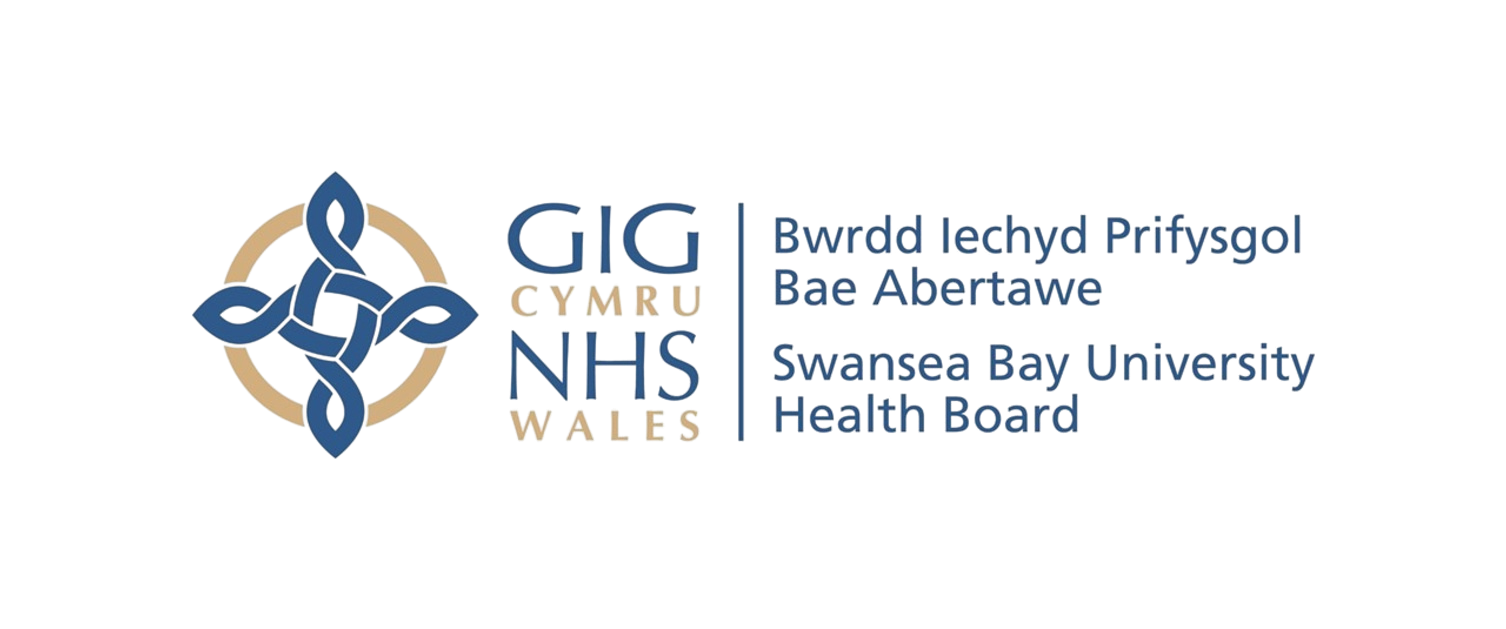 GIG
CYMRU
NHS
WALES
Bwrdd Iechyd Prifysgol
Bae Abertawe
Swansea Bay University
Health Board